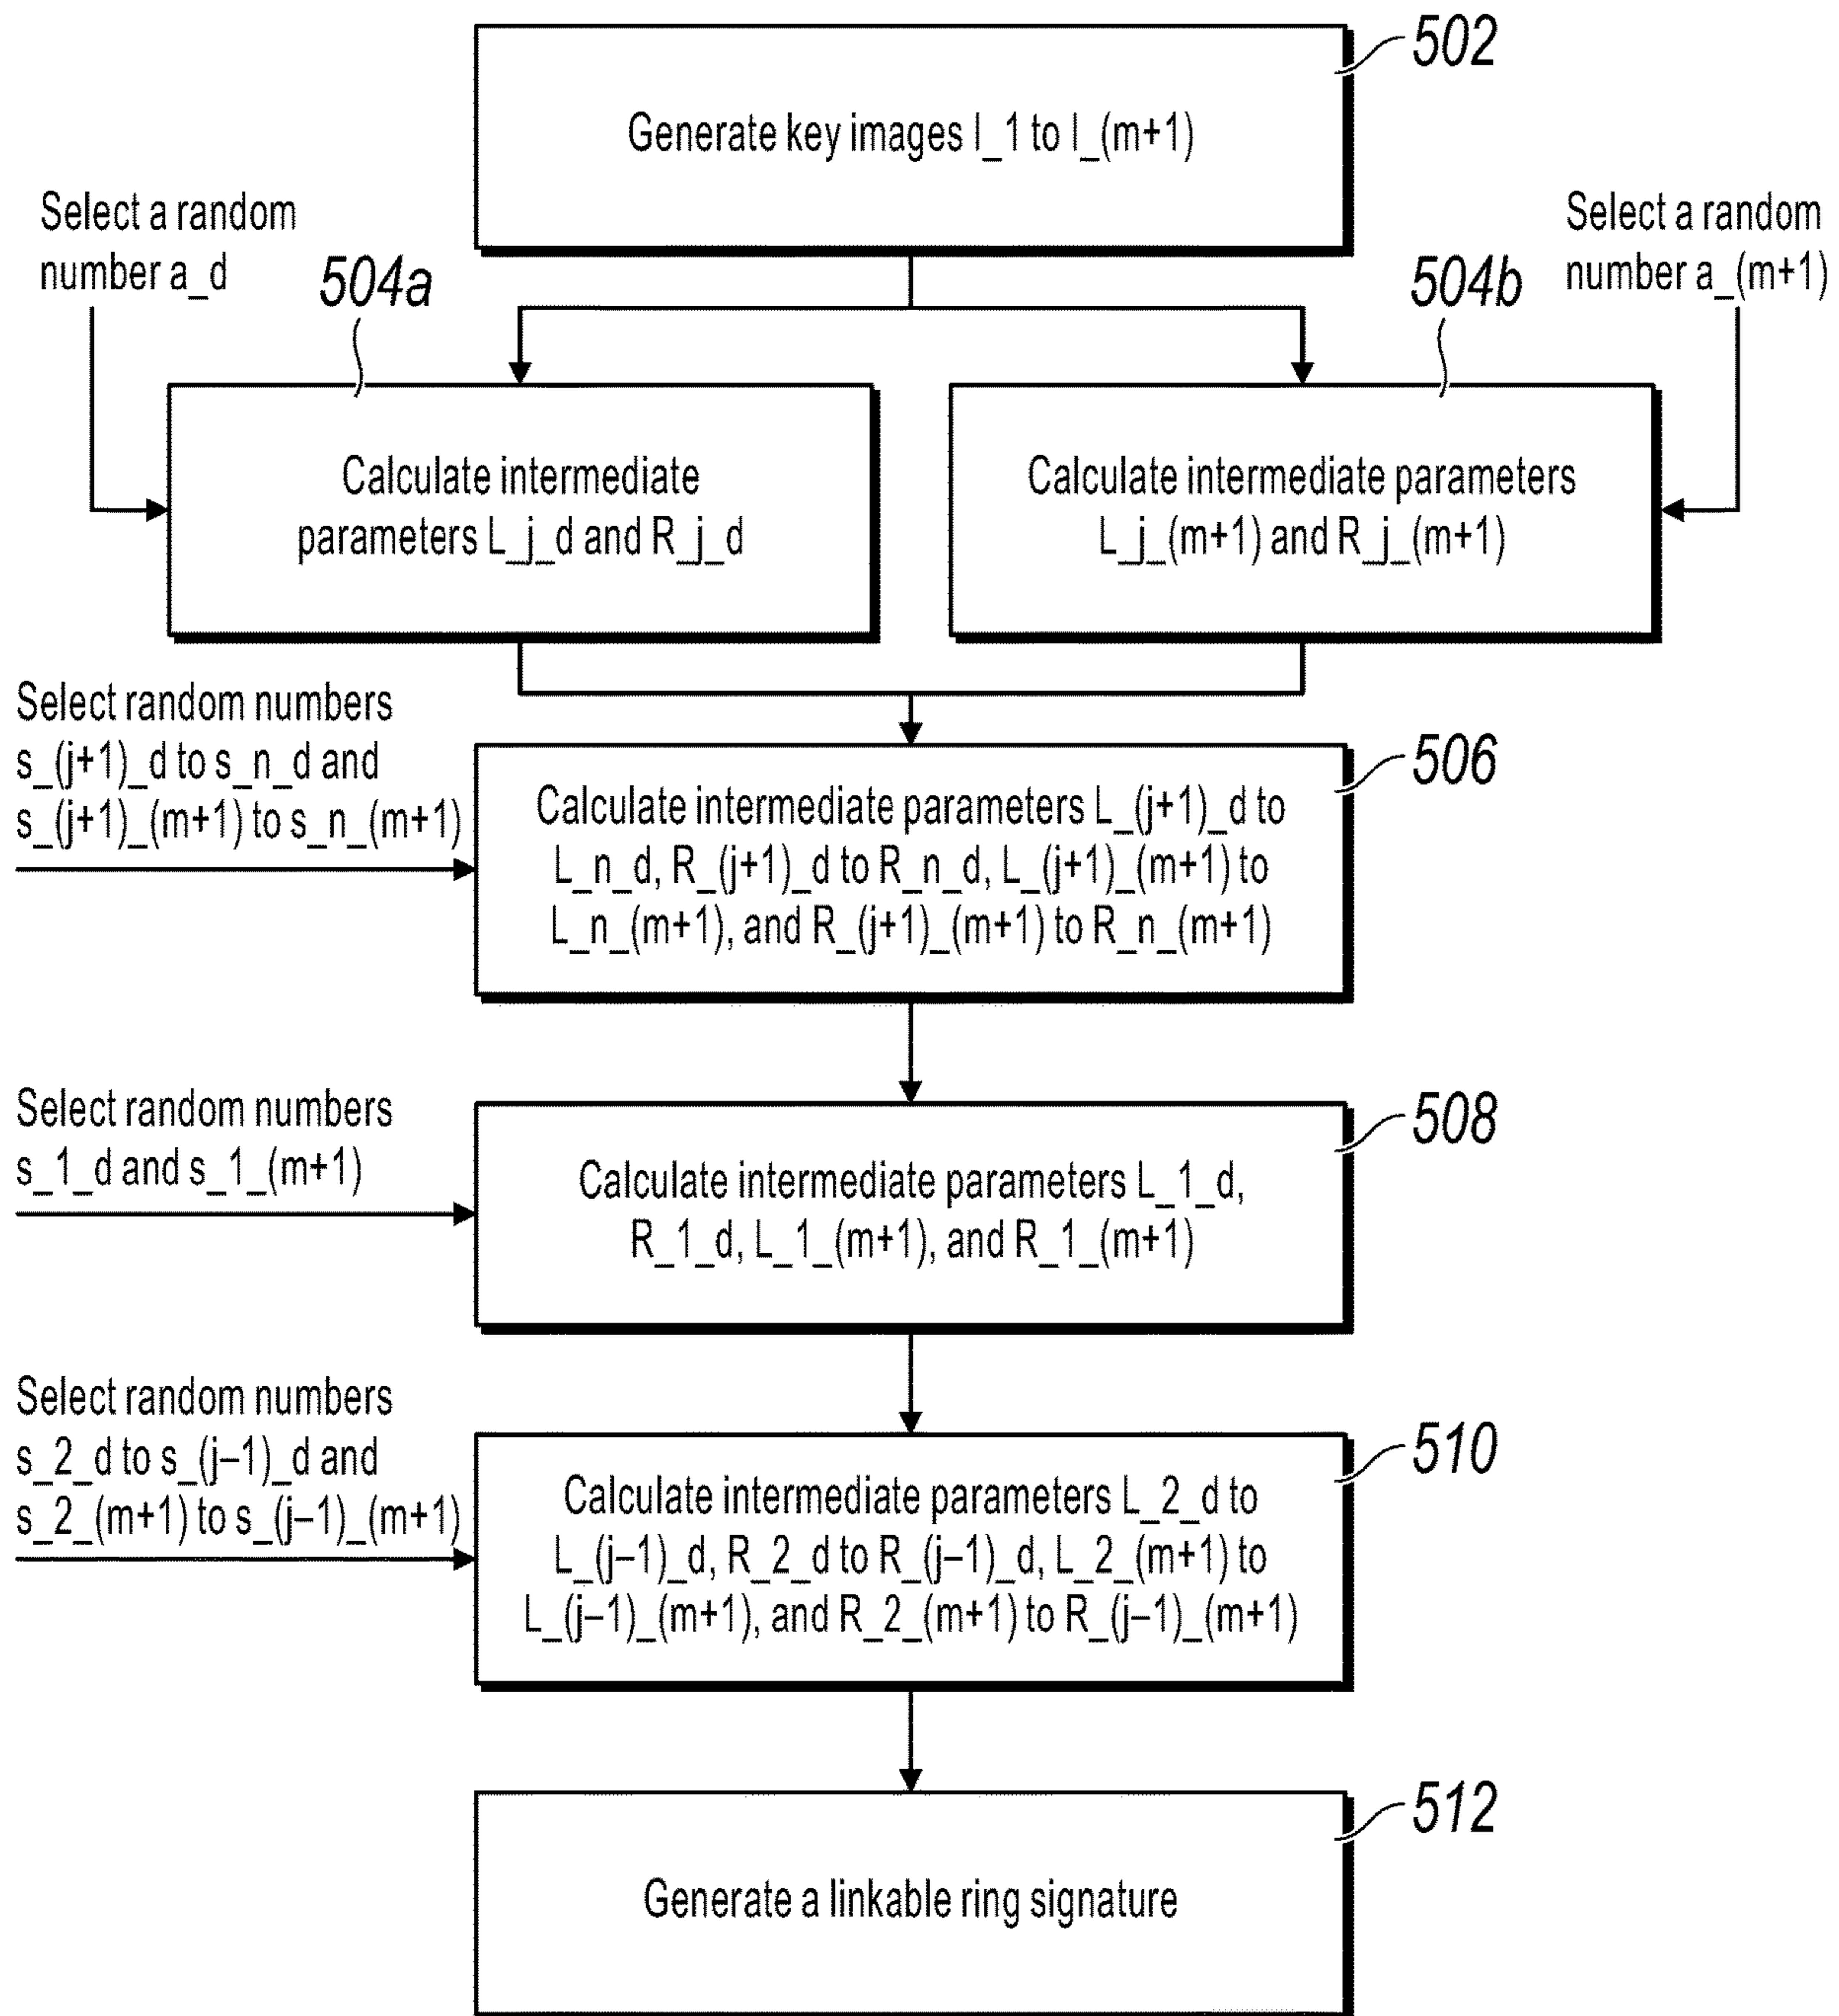 502
Generate key images I_1 to I_(m+1)
Select a random
number a_d
504a
504b
Select a random
number a_(m+1)
Calculate intermediate
parameters L_j_d and R_j_d
Calculate intermediate parameters
L_j_(m+1) and R_j_(m+1)
Select random numbers
s_(j+1)_d to s_n_d and
s_(j+1)_(m+1) to s_n_(m+1)
506
Calculate intermediate parameters L_(j+1)_d to
L_n_d, R_(j+1)_d to R_n_d, L_(j+1)_(m+1) to
L_n_(m+1), and R_(j+1)_(m+1) to R_n_(m+1)
Select random numbers
s_1_d and s_1_(m+1)
508
Calculate intermediate parameters L_1_d,
R_1_d, L_1_(m+1), and R_1_(m+1)
Select random numbers
s_2_d to s_(j–1)_d and
s_2_(m+1) to s_(j–1)_(m+1)
510
Calculate intermediate parameters L_2_d to
L_(j–1)_d, R_2_d to R_(j–1)_d, L_2_(m+1) to
L_(j–1)_(m+1), and R_2_(m+1) to R_(j–1)_(m+1)
512
Generate a linkable ring signature